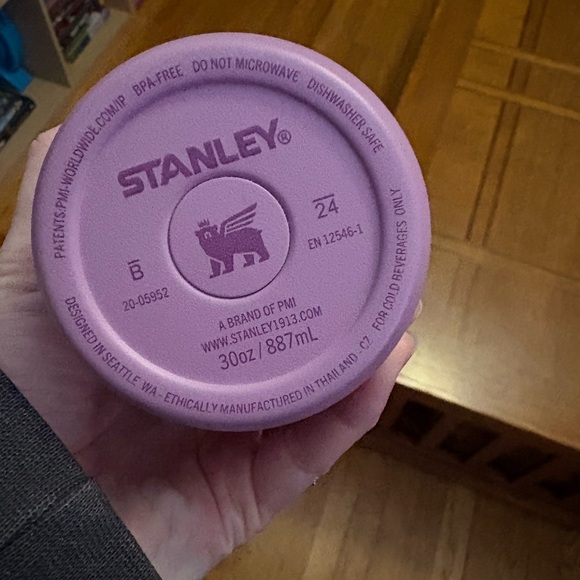 PATENTS:PMI-WORLDWIDE.COM/IP BPA-FREE DO NOT MICROWAVE DISHWASHER SAFE
STANLEY®
24
EN 12546-1
B
20-05952
A BRAND OF PMI
WWW.STANLEY1913.COM
30oz / 887mL
DESIGNED IN SEATTLE WA - ETHICALLY MANUFACTURED IN THAILAND C7 FOR COLD BEVERAGES ONLY